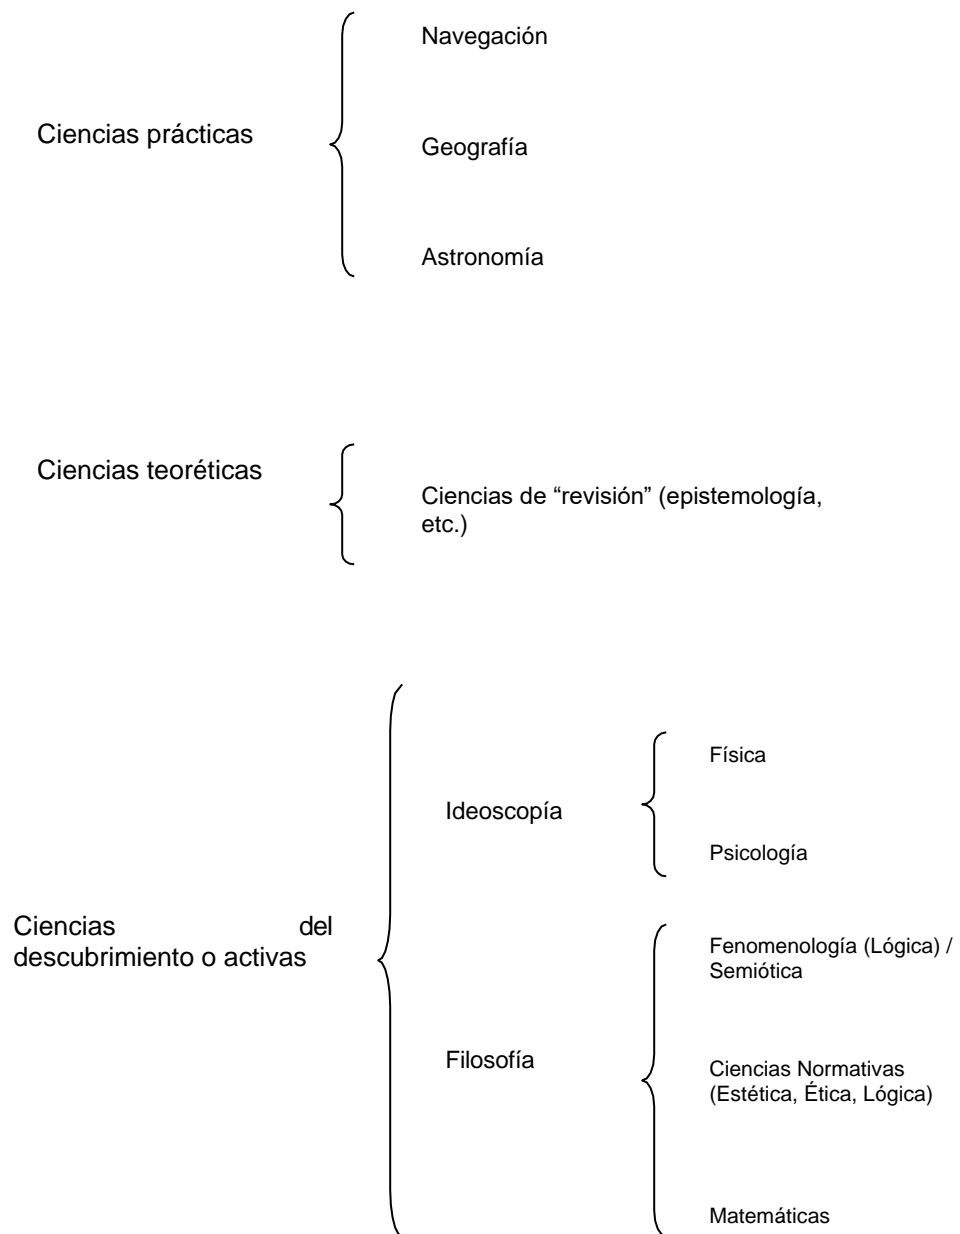 Navegación
Ciencias prácticas
Geografía
Astronomía
Ciencias teoréticas
Ciencias de “revisión” (epistemología,
etc.)
Física
Ideoscopía
Psicología
Ciencias del
descubrimiento o activas
Fenomenología (Lógica) /
Semiótica
Filosofía
Ciencias Normativas
(Estética, Ética, Lógica)
Matemáticas